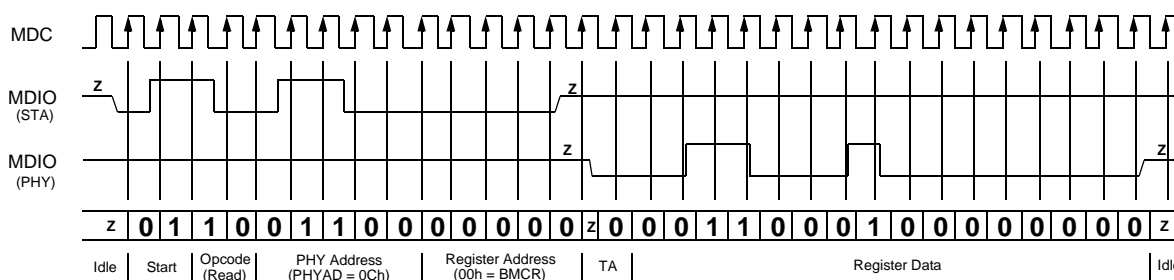 MDC
z
MDIO
(STA)
z
MDIO
(PHY)
z
z
z 0 1 1 0 0 1 1 0 0 0 0 0 0 0 z 0 0 0 1 1 0 0 0 1 0 0 0 0 0 0 0 0 z
Idle Start Opcode (Read) PHY Address (PHYAD = 0Ch) Register Address (00h = BMCR) TA Register Data